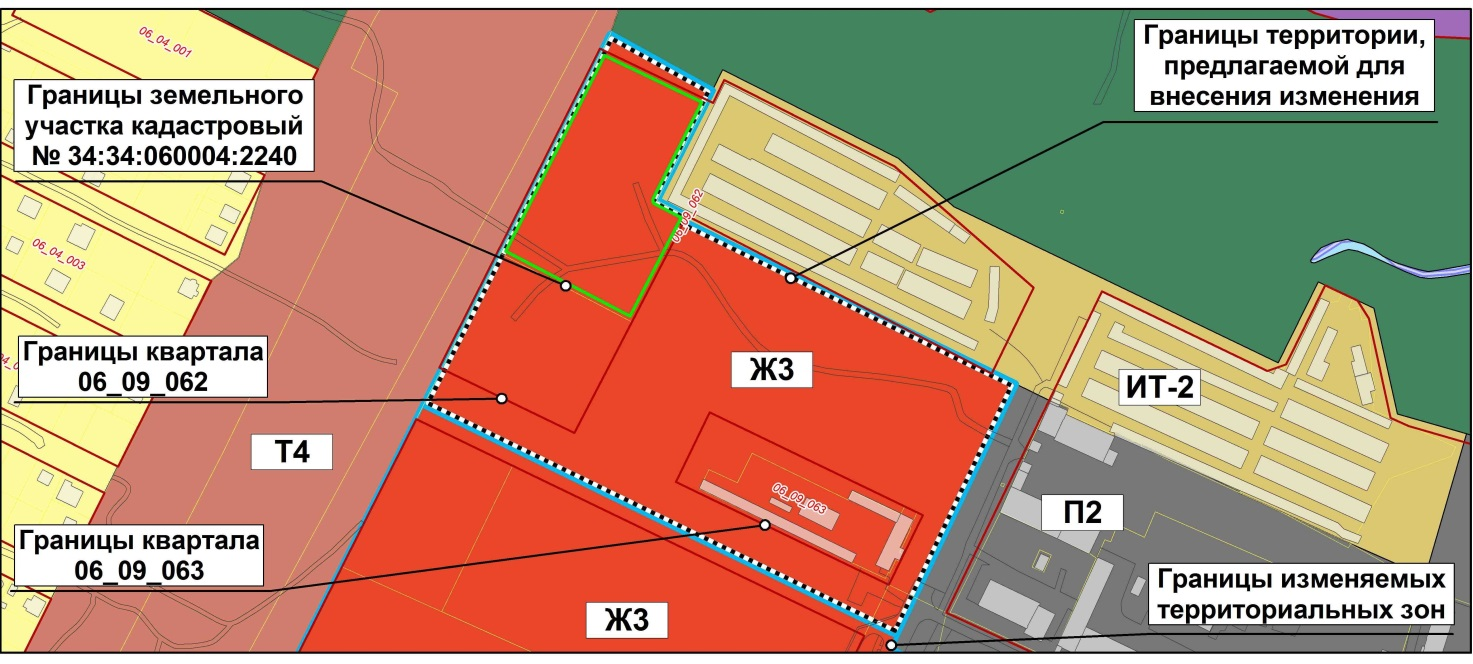 06_04_001
Границы земельного
участка кадастровый
№ 34:34:060004:2240
Границы территории,
предлагаемой для
внесения изменения
06_09_062
06_04_003
Границы квартала
06_09_062
Ж3
ИТ-2
Т4
06_09_063
П2
Границы квартала
06_09_063
Границы изменяемых
территориальных зон
Ж3